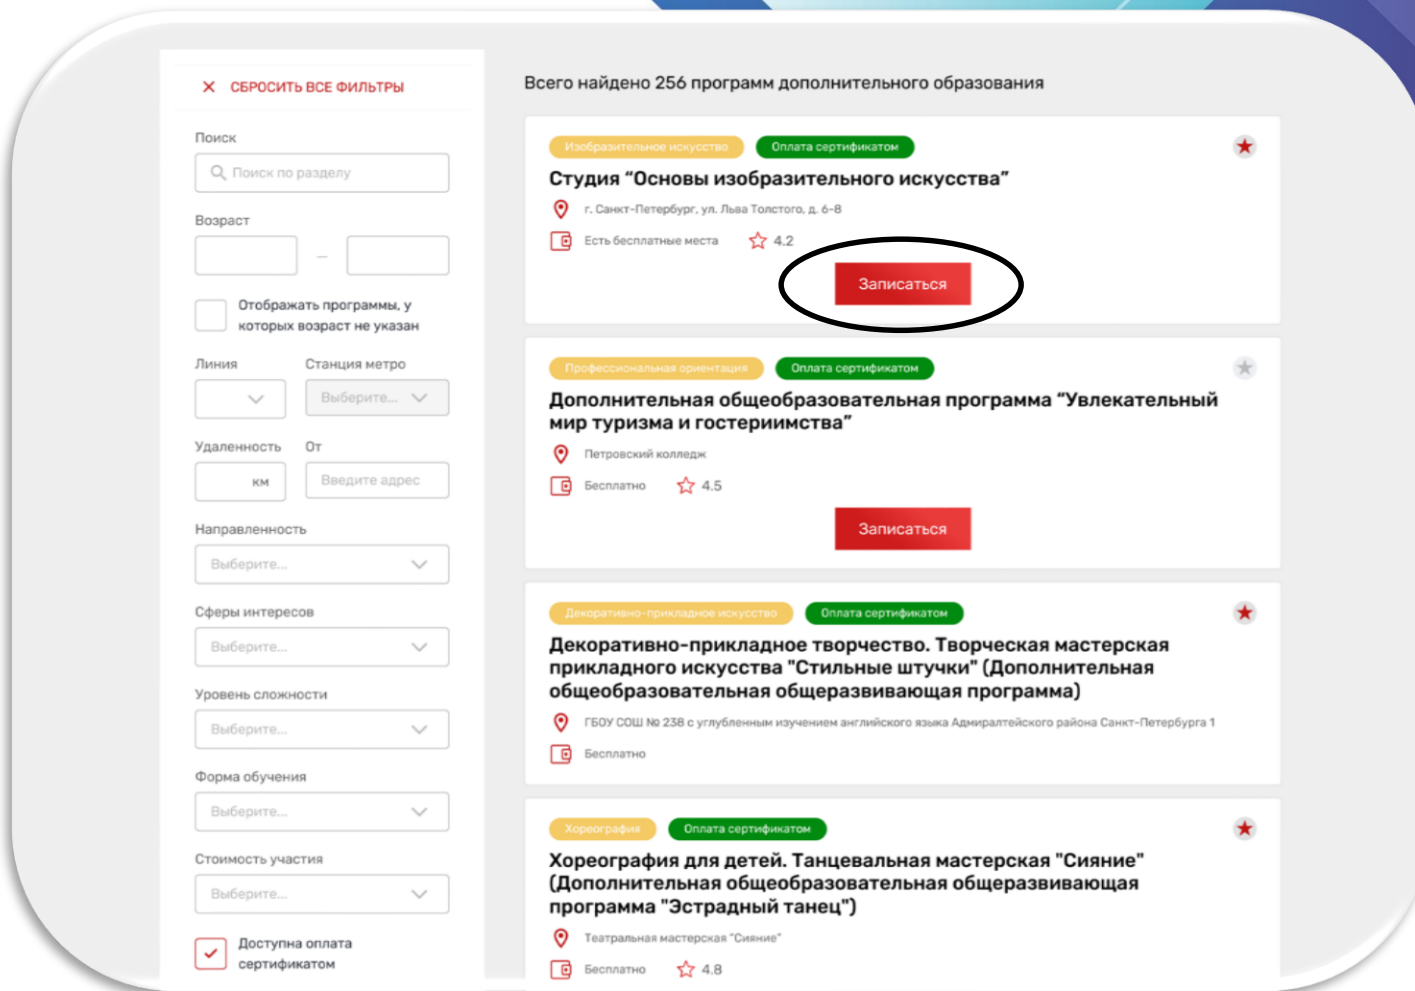 СБРОСИТЬ ВСЕ ФИЛЬТРЫ
Поиск
Поиск по разделу
Возраст
–
Отображать программы, у
которых возраст не указан
Линия
Станция метро
Выберите...
Удаленность
От
км
Введите адрес
Направленность
Выберите...
Сферы интересов
Выберите...
Уровень сложности
Выберите...
Форма обучения
Выберите...
Стоимость участия
Выберите...
Доступна оплата
сертификатом
Всего найдено 256 программ дополнительного образования
Изобразительное искусство
Оплата сертификатом
Студия “Основы изобразительного искусства”
г. Санкт-Петербург, ул. Льва Толстого, д. 6-8
Есть бесплатные места
4.2
Записаться
Профессиональная ориентация
Оплата сертификатом
Дополнительная общеобразовательная программа “Увлекательный
мир туризма и гостериимства”
Петровский колледж
Бесплатно
4.5
Записаться
Декоративно-прикладное искусство
Оплата сертификатом
Декоративно-прикладное творчество. Творческая мастерская
прикладного искусства "Стильные штучки" (Дополнительная
общеобразовательная общеразвивающая программа)
ГБОУ СОШ № 238 с углубленным изучением английского языка Адмиралтейского района Санкт-Петербурга 1
Бесплатно
Хореография
Оплата сертификатом
Хореография для детей. Танцевальная мастерская "Сияние"
(Дополнительная общеобразовательная общеразвивающая
программа "Эстрадный танец")
Театральная мастерская "Сияние"
Бесплатно
4.8